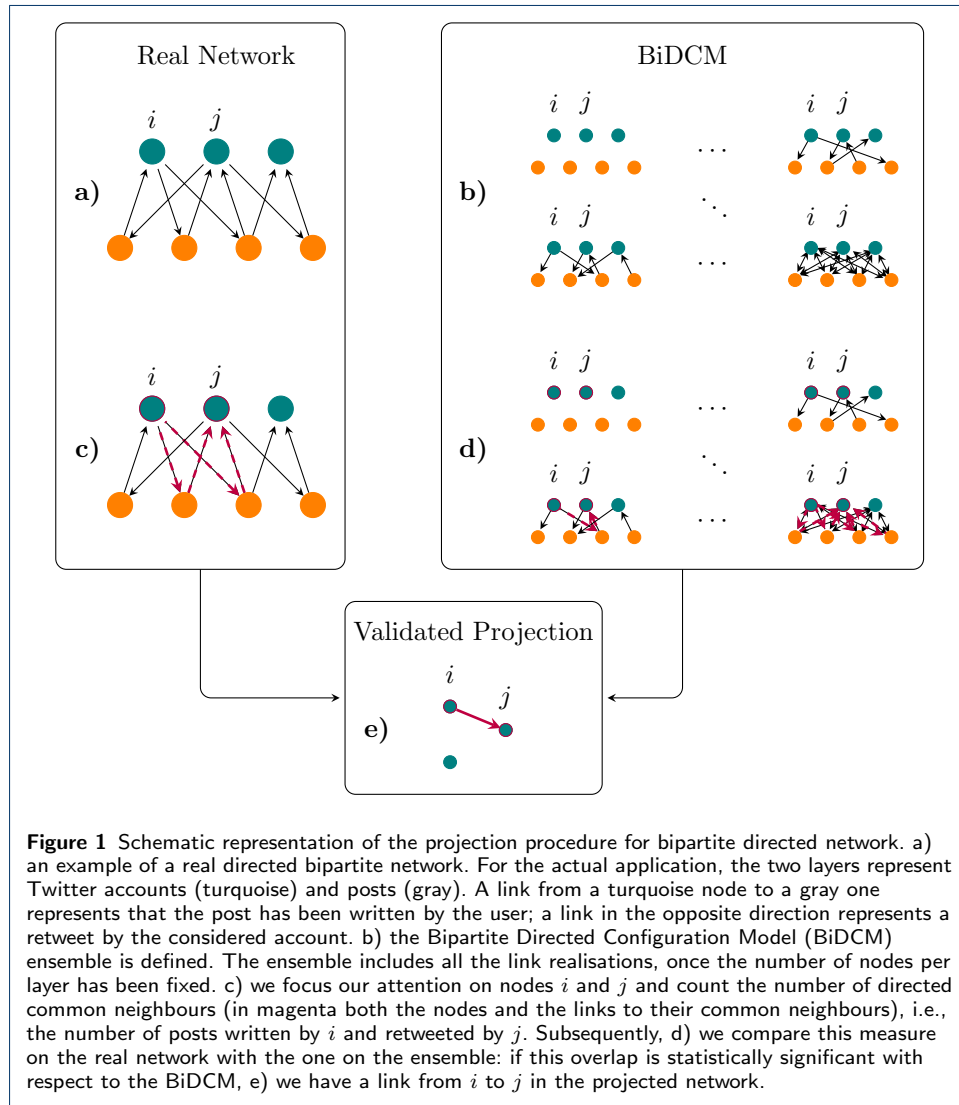 Real Network
BiDCM
i j
a)
i j
i j
. . .
b)
. . .
i j
i j
. . .
i j
c)
i j
i j
. . .
d)
. . .
i j
i j
. . .
Validated Projection
i
j
e)
Figure 1 Schematic representation of the projection procedure for bipartite directed network. a)
an example of a real directed bipartite network. For the actual application, the two layers represent
Twitter accounts (turquoise) and posts (gray). A link from a turquoise node to a gray one
represents that the post has been written by the user; a link in the opposite direction represents a
retweet by the considered account. b) the Bipartite Directed Configuration Model (BiDCM)
ensemble is defined. The ensemble includes all the link realisations, once the number of nodes per
layer has been fixed. c) we focus our attention on nodes i and j and count the number of directed
common neighbours (in magenta both the nodes and the links to their common neighbours), i.e.,
the number of posts written by i and retweeted by j. Subsequently, d) we compare this measure
on the real network with the one on the ensemble: if this overlap is statistically significant with
respect to the BiDCM, e) we have a link from i to j in the projected network.